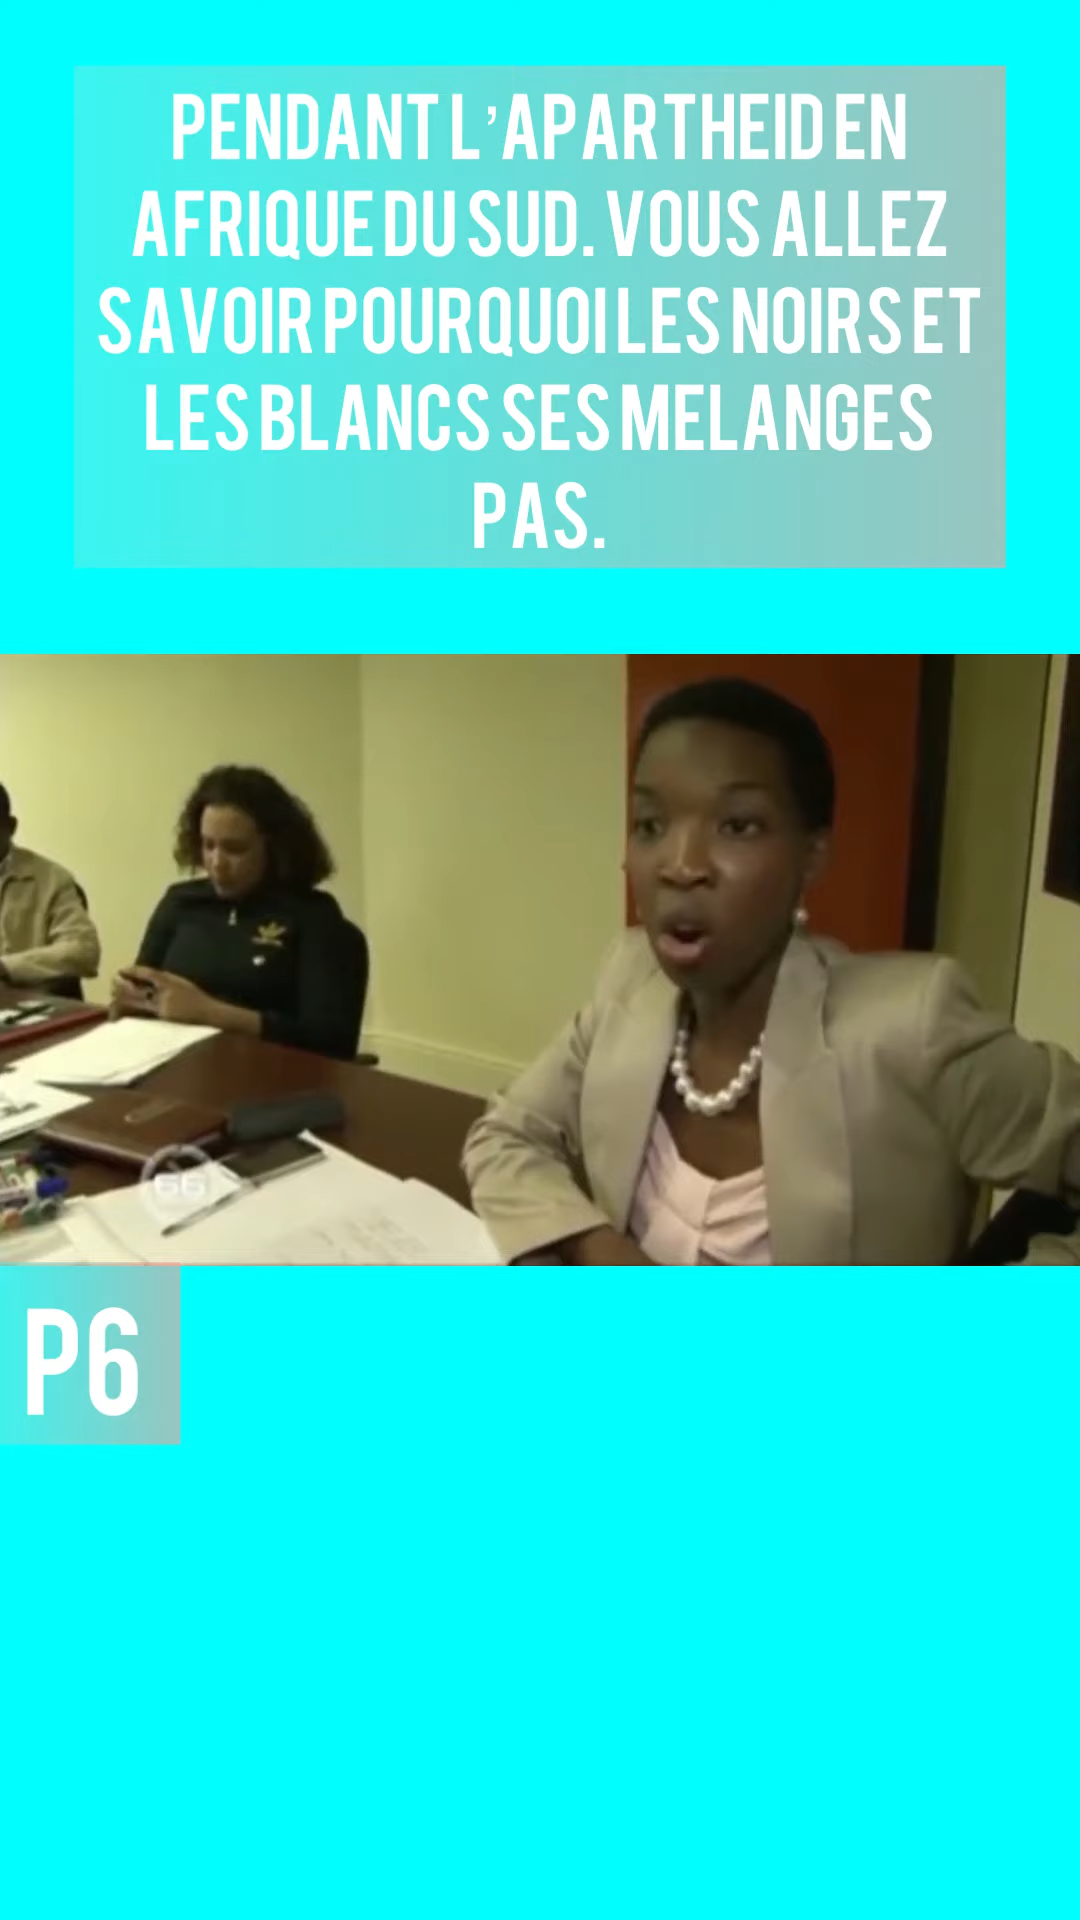 PENDANT L'APARTHEID EN
AFRIQUE DU SUD. VOUS ALLEZ
SAVOIR POURQUOI LES NOIRS ET
LES BLANCS SES MELANGES
PAS.
66
P6